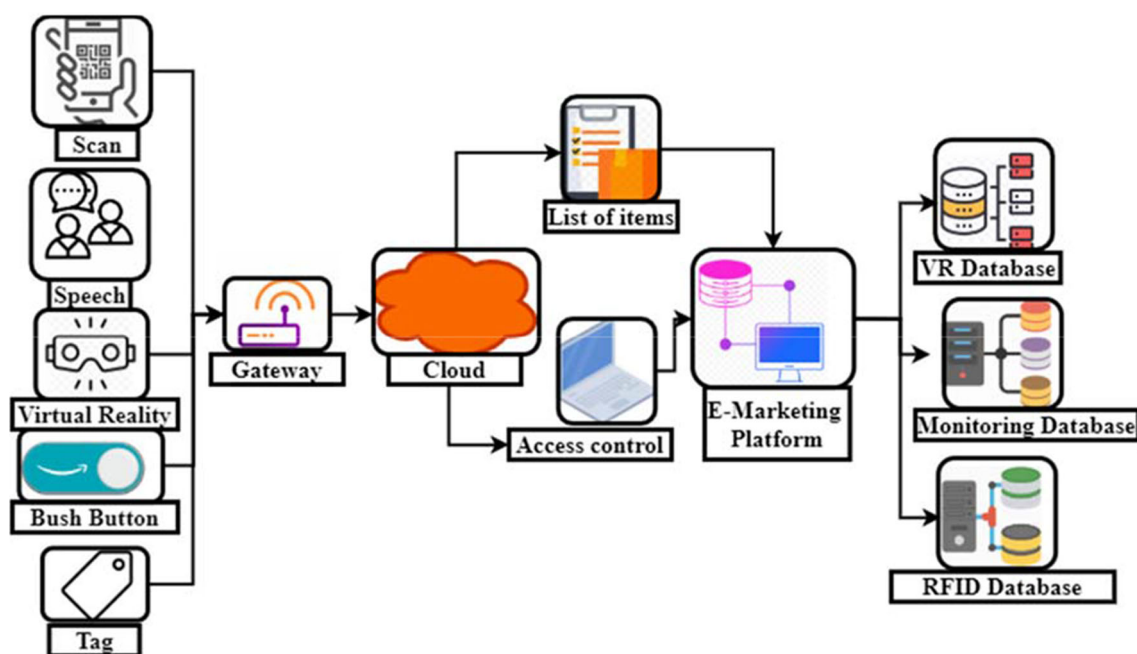 Scan
Speech
Virtual Reality
Bush Button
Tag
Gateway
Cloud
List of items
Access control
E-Marketing
Platform
VR Database
Monitoring Database
RFID Database